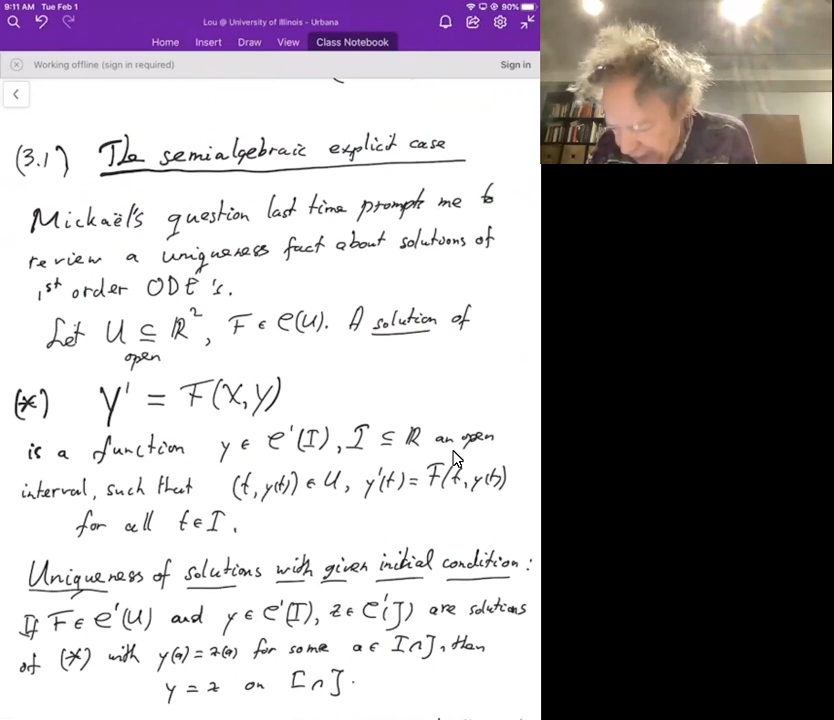 9:11 AM Tue Feb 1
90%
Lou @ University of Illinois - Urbana
Home Insert Draw View Class Notebook
Working offline (sign in required) Sign in
(3.1) The semialgebraic explicit case
Mickaël's question last time prompts me to
review a uniqueness fact about solutions of
1st order ODE's.
Let U ⊆ ℝ², F ∈ C(U). A solution of
open
(*) Y' = F(X,Y)
is a function y ∈ C'(I), I ⊆ ℝ an open
interval, such that (t, y(t)) ∈ U, y'(t) = F(t, y(t))
for all t ∈ I.
Uniqueness of solutions with given initial condition:
If F ∈ C'(U) and y ∈ C'(I), z ∈ C'(J) are solutions
of (*) with y(a) = z(a) for some a ∈ I∩J, then
y = z on I∩J.